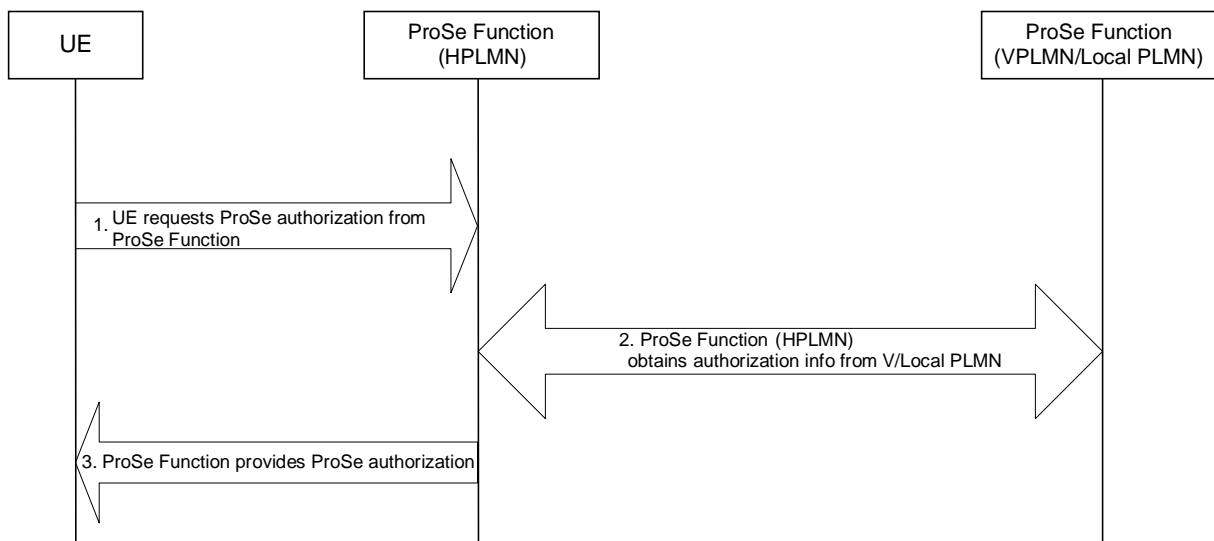 UE
ProSe Function
(HPLMN)
ProSe Function
(VPLMN/Local PLMN)
1. UE requests ProSe authorization from
ProSe Function
2. ProSe Function (HPLMN)
obtains authorization info from V/Local PLMN
3. ProSe Function provides ProSe authorization